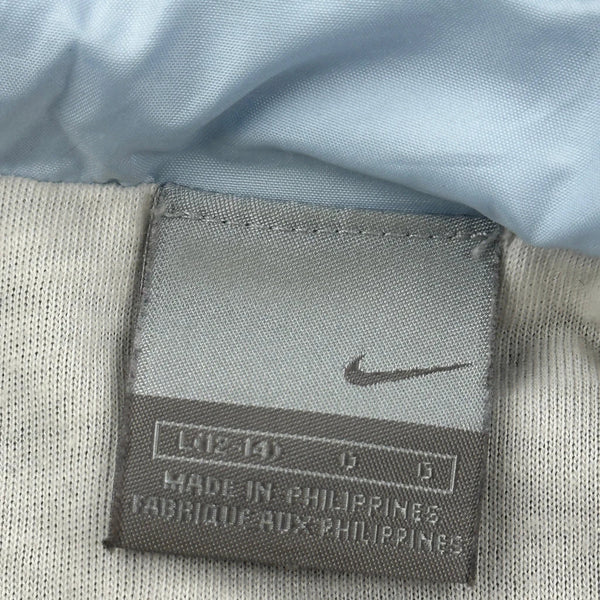 L(12-14) G G
MADE IN PHILIPPINES
FABRIQUE AUX PHILIPPINES